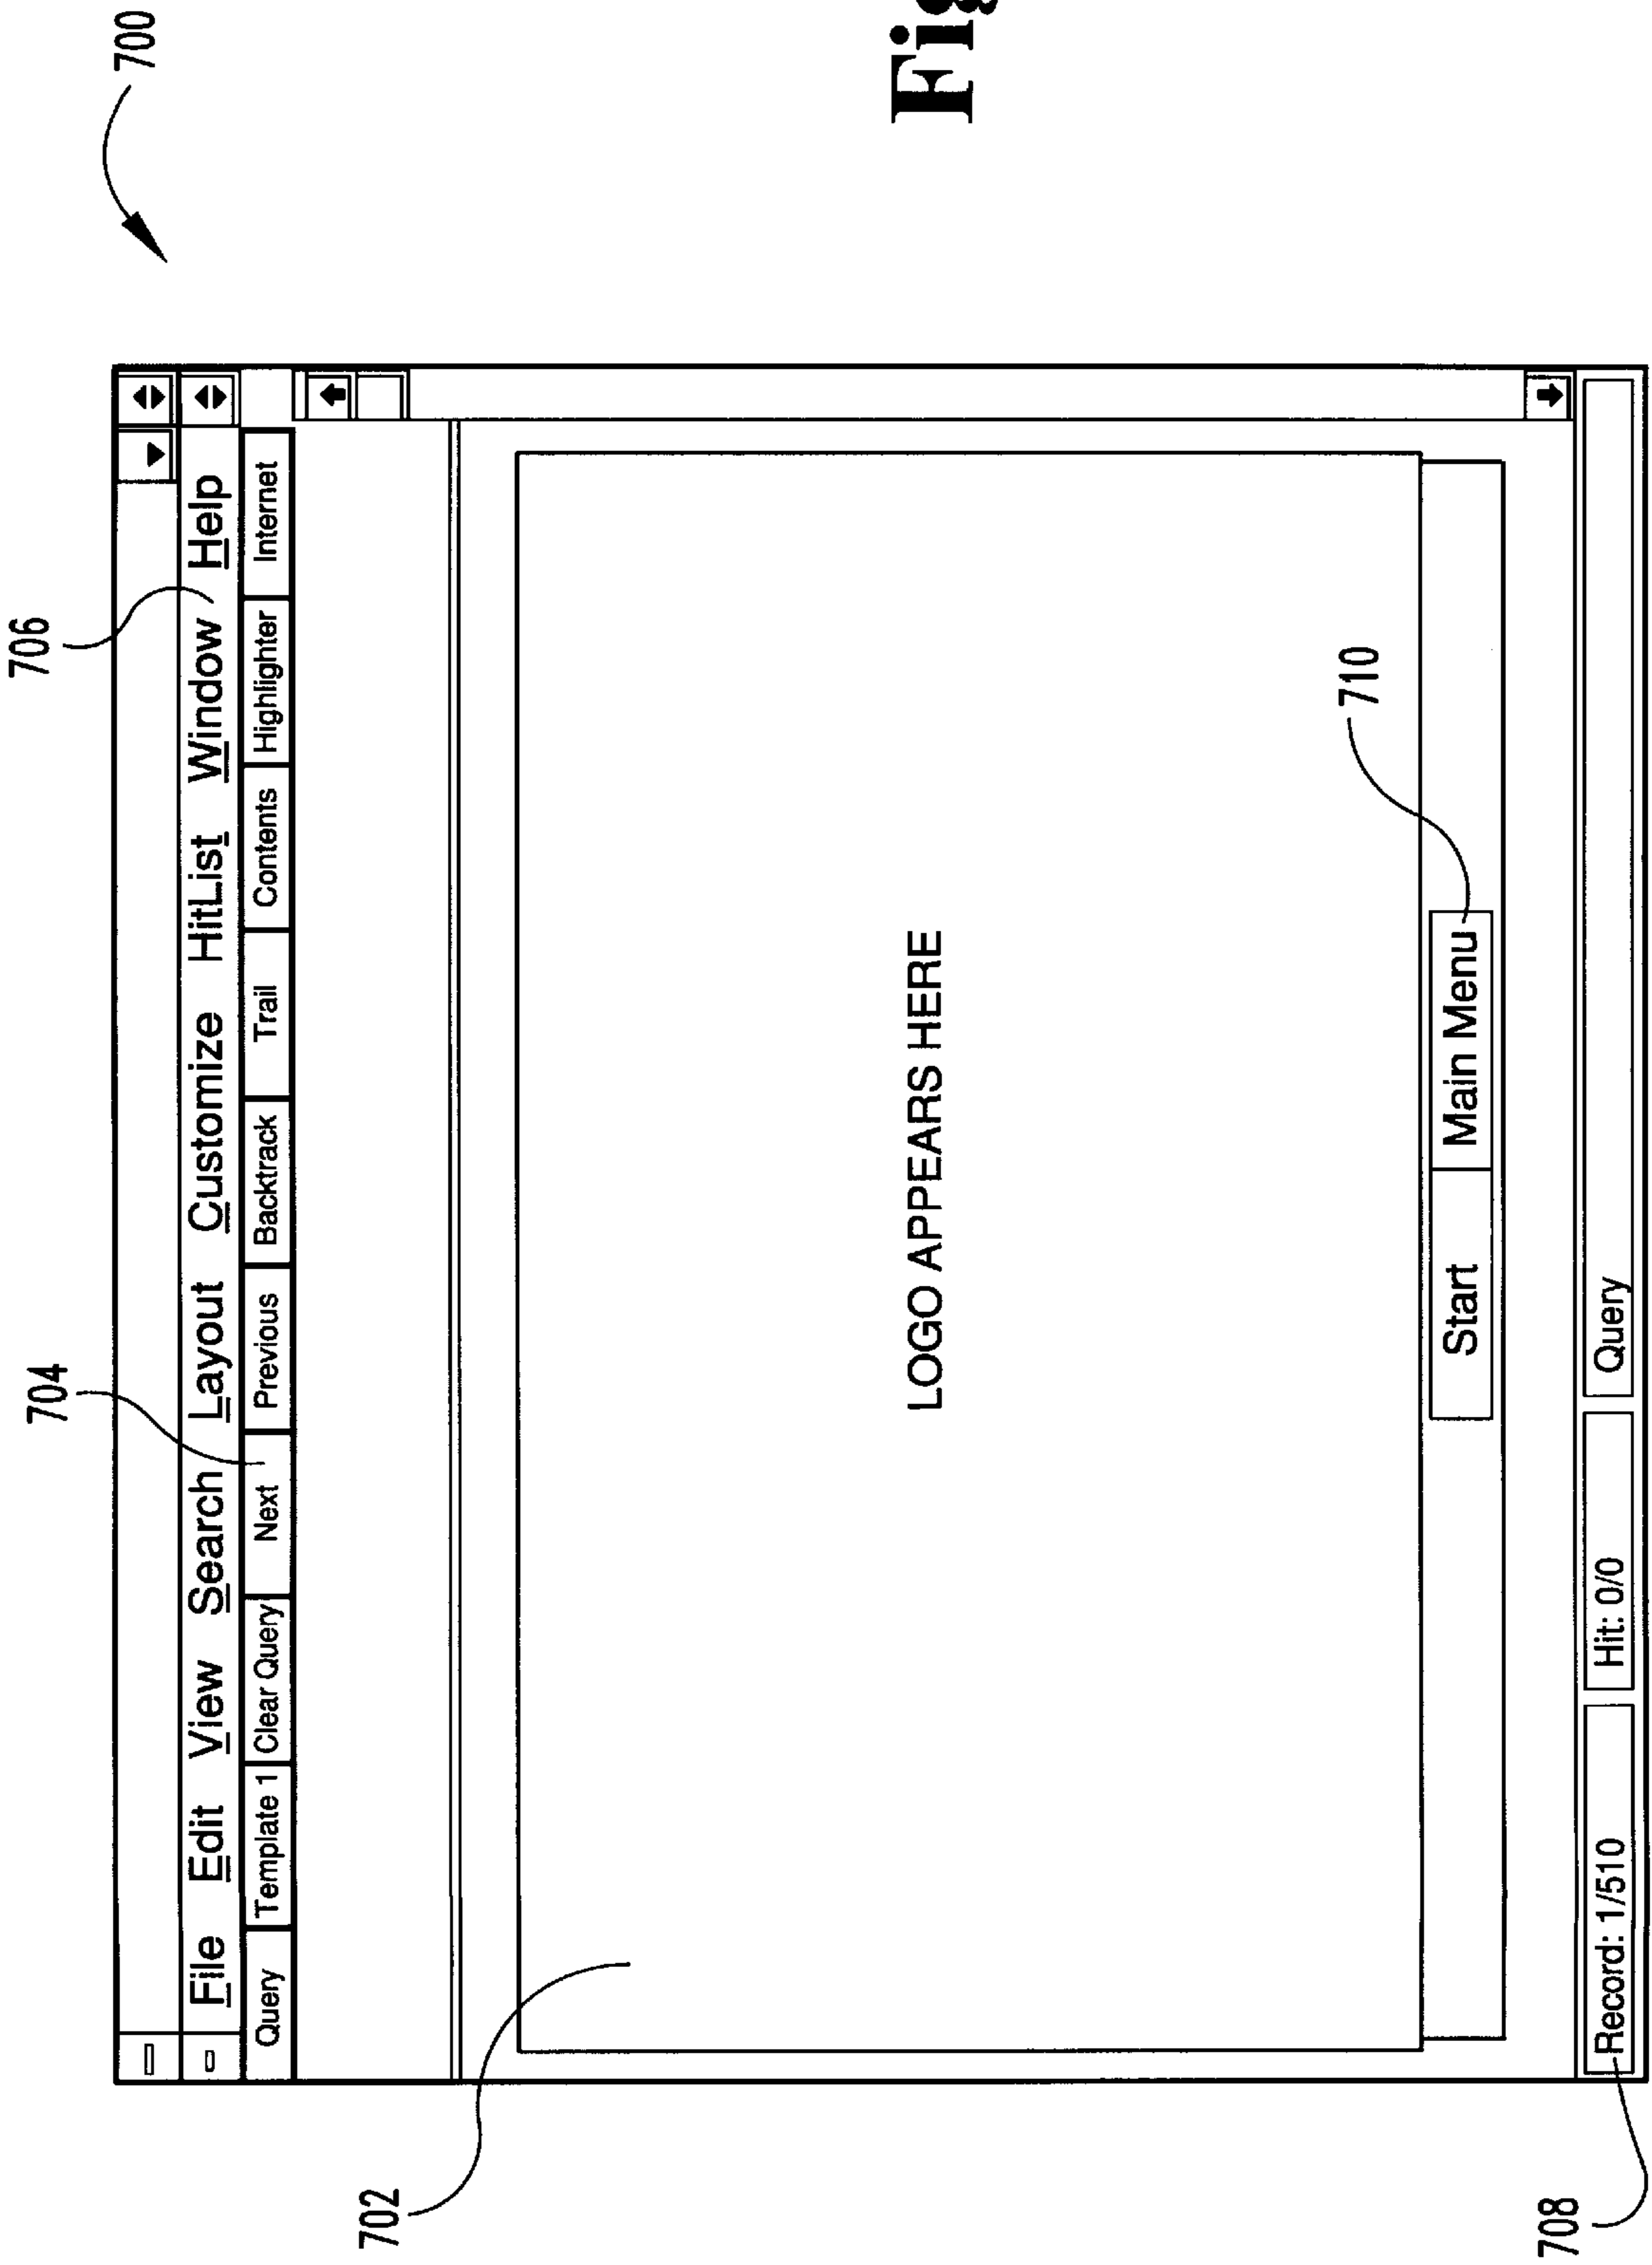 700
706
704
File Edit View Search Layout Customize HitList Window Help
Query Template 1 Clear Query Next Previous Backtrack Trail Contents Highlighter Internet
702
LOGO APPEARS HERE
710
Start Main Menu
Record: 1/510 Hit: 0/0 Query
708
Fig